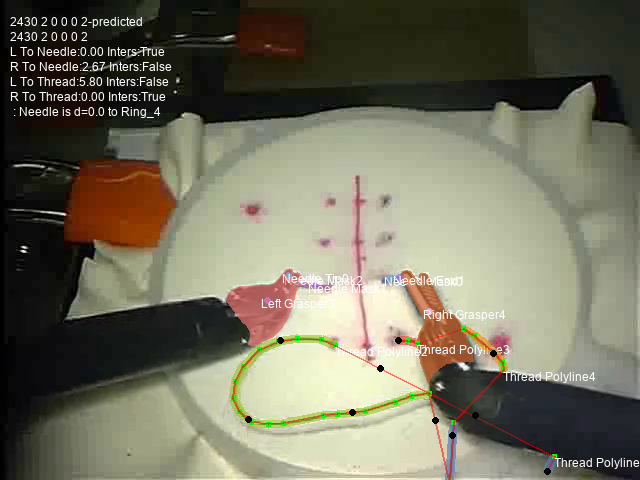 2430 2 0 0 0 2-predicted
2430 2 0 0 0 2
L To Needle:0.00 Inters:True
R To Needle:2.67 Inters:False
L To Thread:5.80 Inters:False
R To Thread:0.00 Inters:True
: Needle is d=0.0 to Ring_4
Left Grasper
Right Grasper4
Thread Polyline2
Thread Polyline3
Thread Polyline4
Thread Polyline